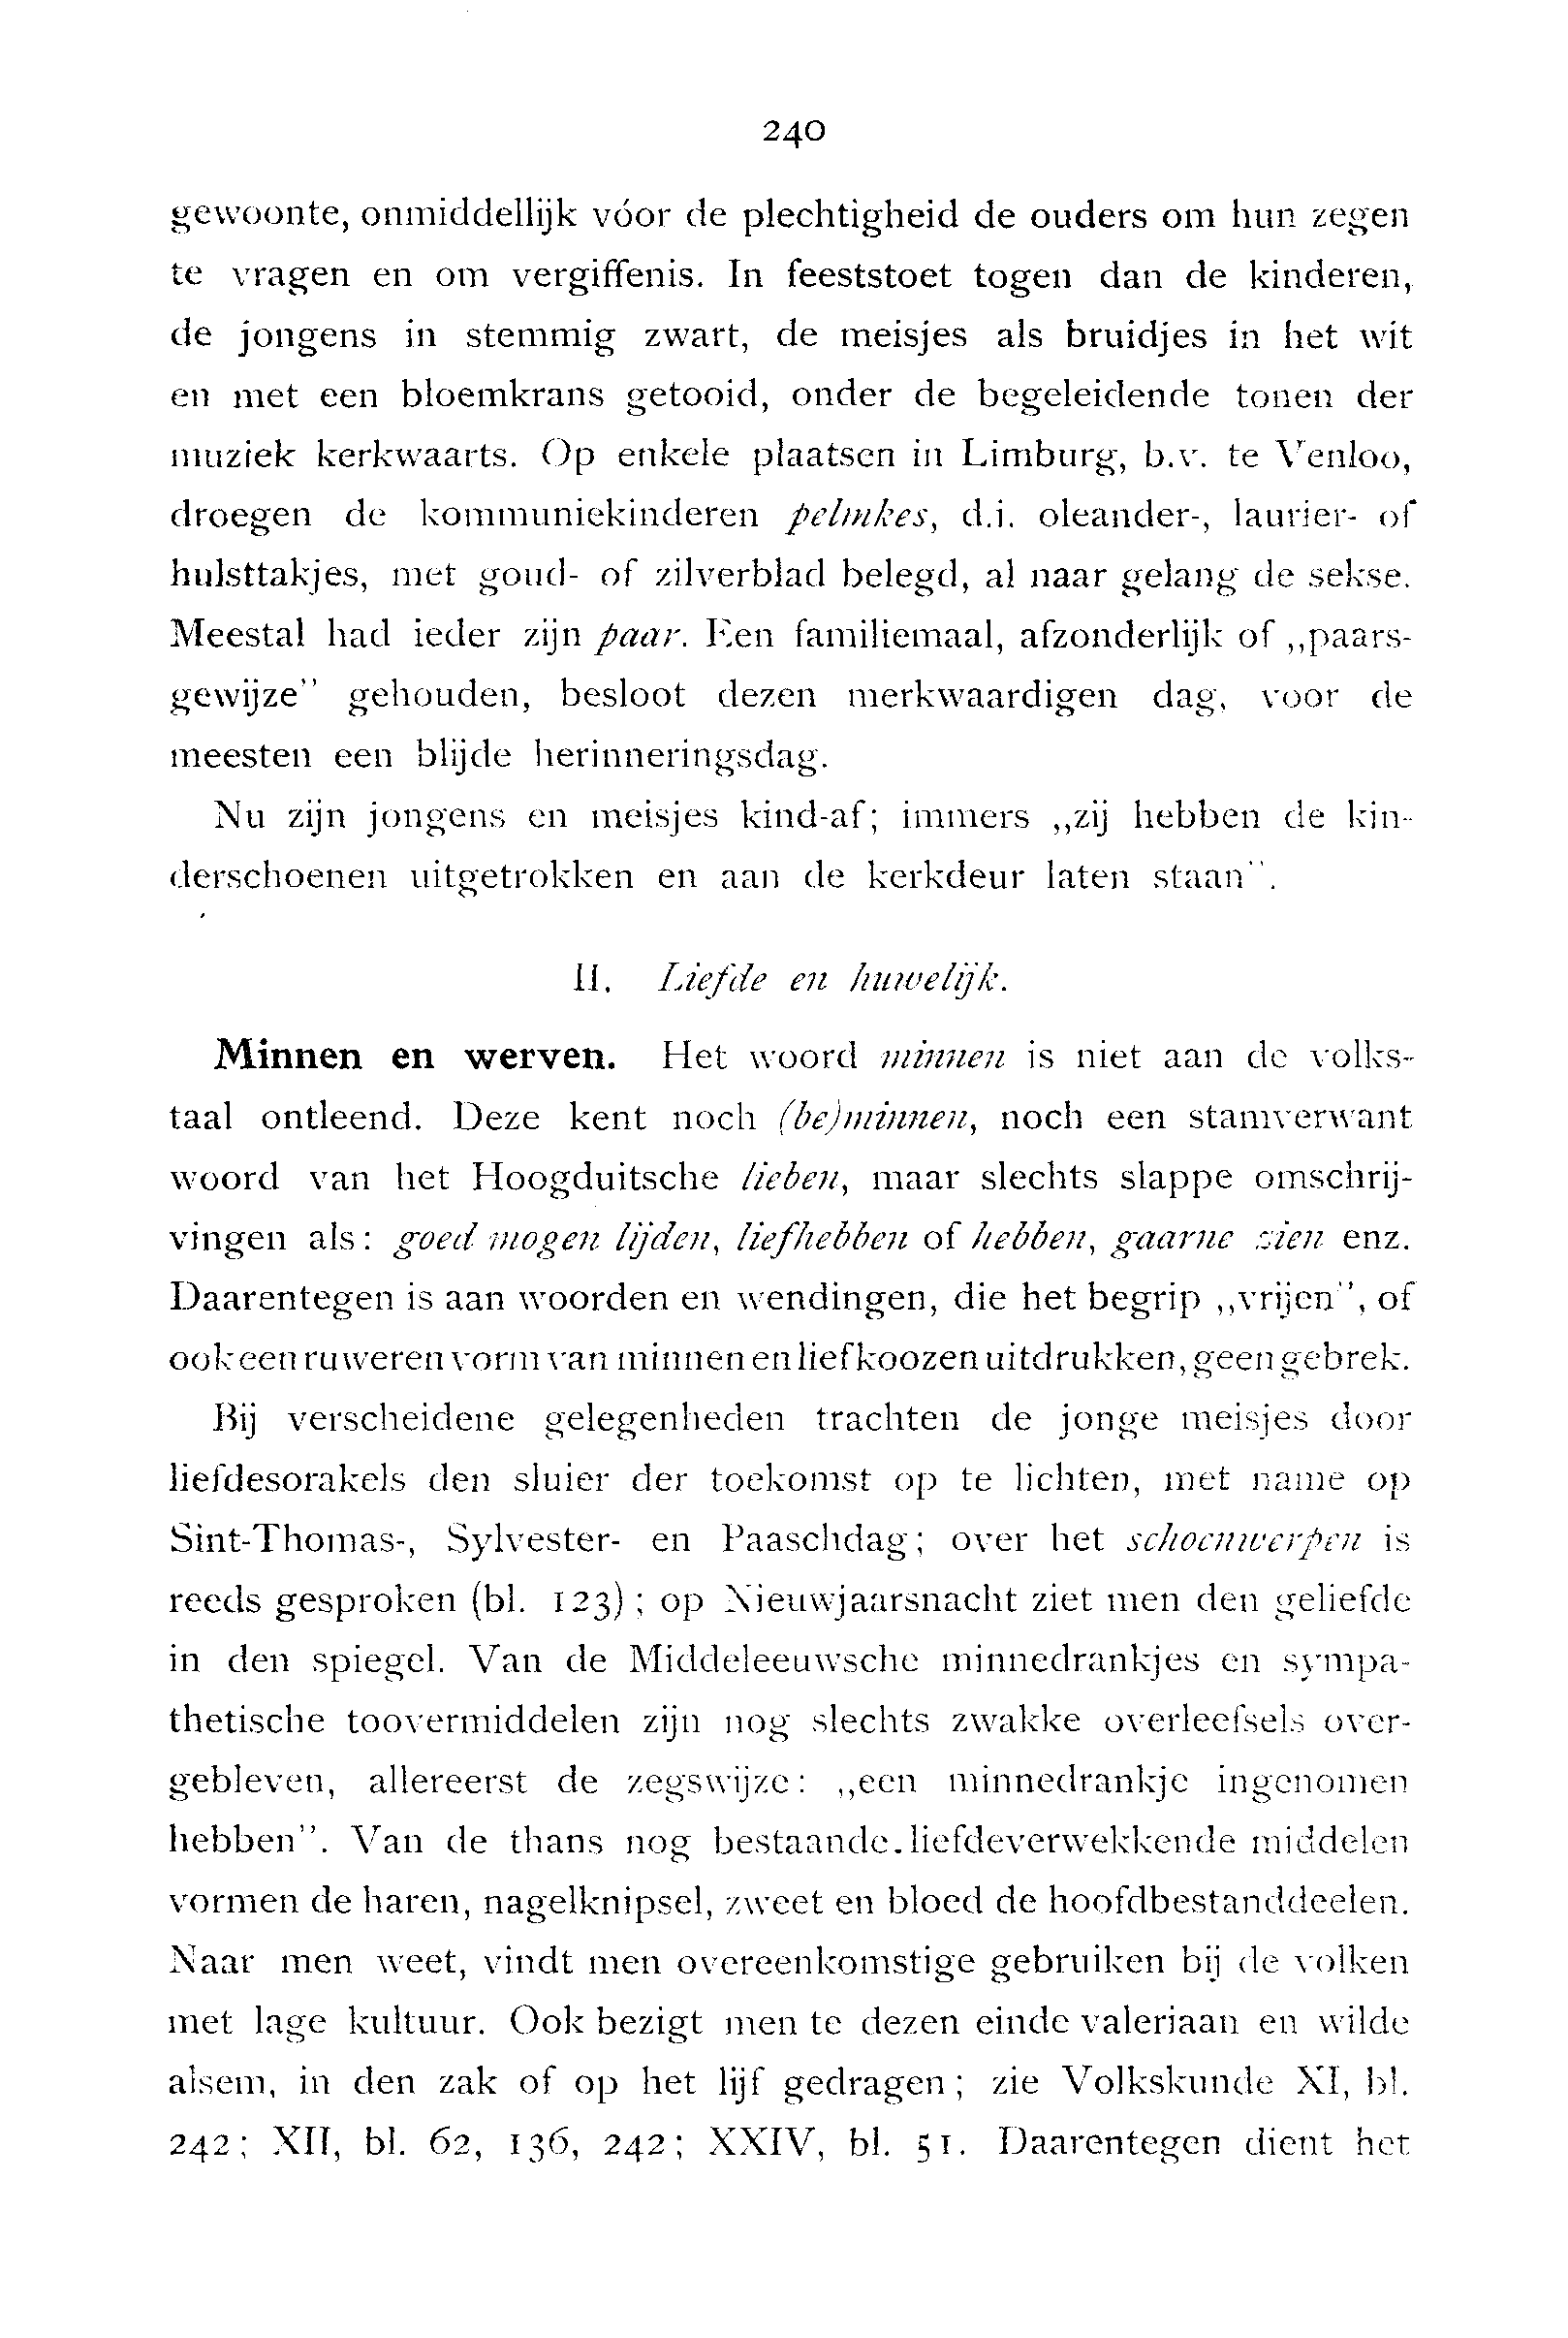 240
gewoonte, onmiddellijk vóor de plechtigheid de ouders om hun zegen
te vragen en om vergiffenis. In feeststoet togen dan de kinderen,
de jongens in stemmig zwart, de meisjes als bruidjes in het wit
en met een bloemkrans getooid, onder de begeleidende tonen der
muziek kerkwaarts. Op enkele plaatsen in Limburg, b.v. te Venloo,
droegen de kommuniekinderen pelmkes, d.i. oleander-, laurier- of
hulsttakjes, met goud- of zilverblad belegd, al naar gelang de sekse.
Meestal had ieder zijn paar. Een familiemaal, afzonderlijk of „paars-
gewijze” gehouden, besloot dezen merkwaardigen dag, voor de
meesten een blijde herinneringsdag.
Nu zijn jongens en meisjes kind-af; immers „zij hebben de kin-
derschoenen uitgetrokken en aan de kerkdeur laten staan”.
II. Liefde en huwelijk.
Minnen en werven. Het woord minnen is niet aan de volks-
taal ontleend. Deze kent noch (be)minnen, noch een stamverwant
woord van het Hoogduitsche lieben, maar slechts slappe omschrij-
vingen als: goed mogen lijden, liefhebben of hebben, gaarne zien enz.
Daarentegen is aan woorden en wendingen, die het begrip „vrijen”, of
ook een ruweren vorm van minnen en liefkoozen uitdrukken, geen gebrek.
Bij verscheidene gelegenheden trachten de jonge meisjes door
liefdesorakels den sluier der toekomst op te lichten, met name op
Sint-Thomas-, Sylvester- en Paaschdag; over het schoenwerpen is
reeds gesproken (bl. 123); op Nieuwjaarsnacht ziet men den geliefde
in den spiegel. Van de Middeleeuwsche minnedrankjes en sympa-
thetische toovermiddelen zijn nog slechts zwakke overleefsels over-
gebleven, allereerst de zegswijze: „een minnedrankje ingenomen
hebben”. Van de thans nog bestaande liefdeverwekkende middelen
vormen de haren, nagelknipsel, zweet en bloed de hoofdbestanddeelen.
Naar men weet, vindt men overeenkomstige gebruiken bij de volken
met lage kultuur. Ook bezigt men te dezen einde valeriaan en wilde
alsem, in den zak of op het lijf gedragen; zie Volkskunde XI, bl.
242; XII, bl. 62, 136, 242; XXIV, bl. 51. Daarentegen dient het